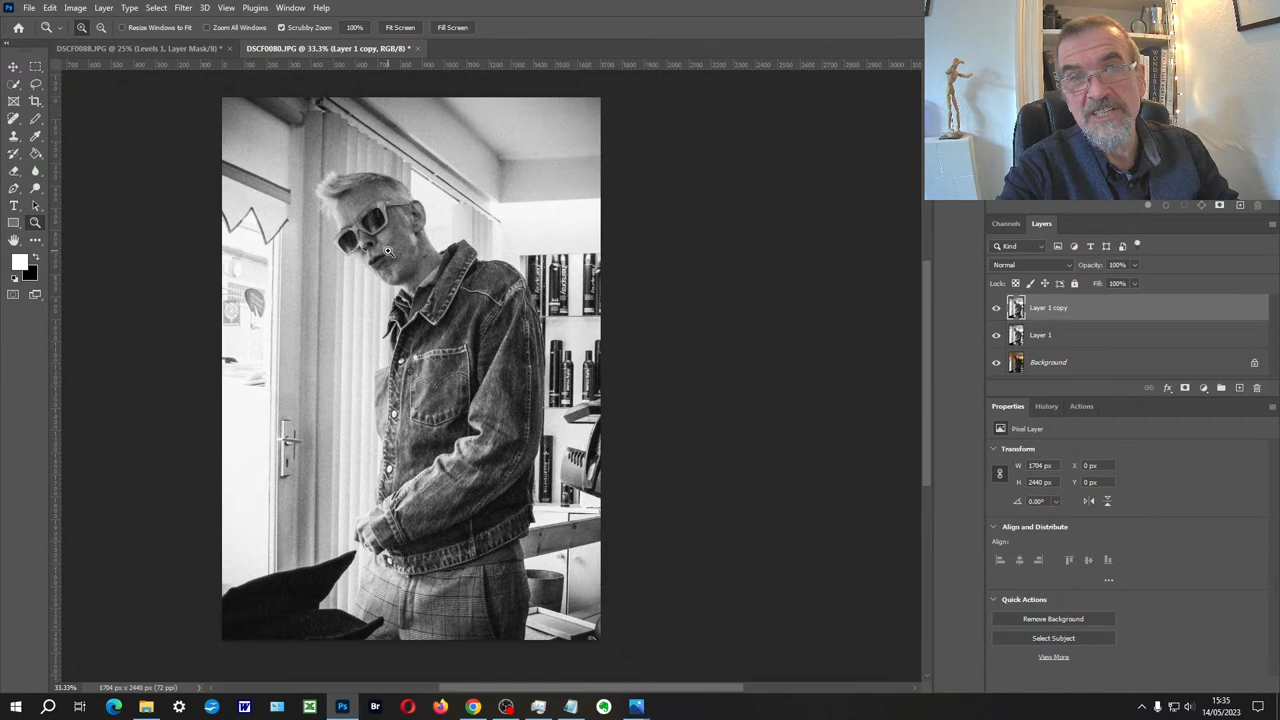 File Edit Image Layer Type Select Filter 3D View Plugins Window Help
Resize Windows to Fit Zoom All Windows Scrubby Zoom 100% Fit Screen Fill Screen
DSCF0088.JPG @ 25% (Levels 1, Layer Mask/8) * × DSCF0080.JPG @ 33.3% (Layer 1 copy, RGB/8) * ×
Channels Layers
Kind
Normal Opacity: 100%
Lock: Fill: 100%
Layer 1 copy
Layer 1
Background
Properties History Actions
Pixel Layer
Transform
W 1704 px X 0 px
H 2440 px Y 0 px
0.00°
Align and Distribute
Align:
Quick Actions
Remove Background
Select Subject
View More
33.33% 1704 px x 2440 px (72 ppi)
15:35
14/05/2023